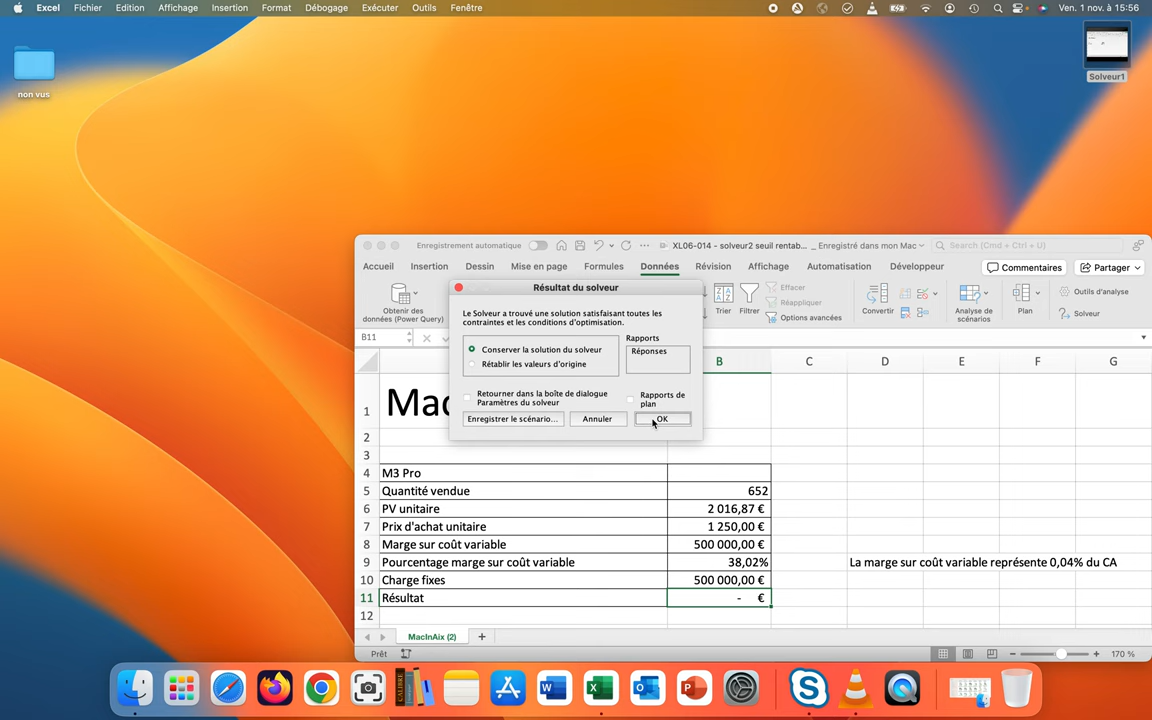 Excel Fichier Edition Affichage Insertion Format Débogage Exécuter Outils Fenêtre Ven. 1 nov. à 15:56
non vus
Solveur1
Enregistrement automatique XL06-014 - solveur2 seuil rentab... _ Enregistré dans mon Mac Search (Cmd + Ctrl + U)
Accueil Insertion Dessin Mise en page Formules Données Révision Affichage Automatisation Développeur Commentaires Partager
Obtenir des données (Power Query)
Trier Filtrer
Effacer
Réappliquer
Options avancées
Convertir
Analyse de scénarios
Plan
Outils d'analyse
Solveur
B11
Résultat du solveur
Le Solveur a trouvé une solution satisfaisant toutes les
contraintes et les conditions d'optimisation.
Conserver la solution du solveur
Rétablir les valeurs d'origine
Rapports
Réponses
Retourner dans la boîte de dialogue
Paramètres du solveur
Rapports de
plan
Enregistrer le scénario... Annuler OK
B C D E F G
1 Mac
2
3
4 M3 Pro
5 Quantité vendue 652
6 PV unitaire 2 016,87 €
7 Prix d'achat unitaire 1 250,00 €
8 Marge sur coût variable 500 000,00 €
9 Pourcentage marge sur coût variable 38,02% La marge sur coût variable représente 0,04% du CA
10 Charge fixes 500 000,00 €
11 Résultat - €
12
MacInAix (2)
Prêt 170 %
CALIBRE